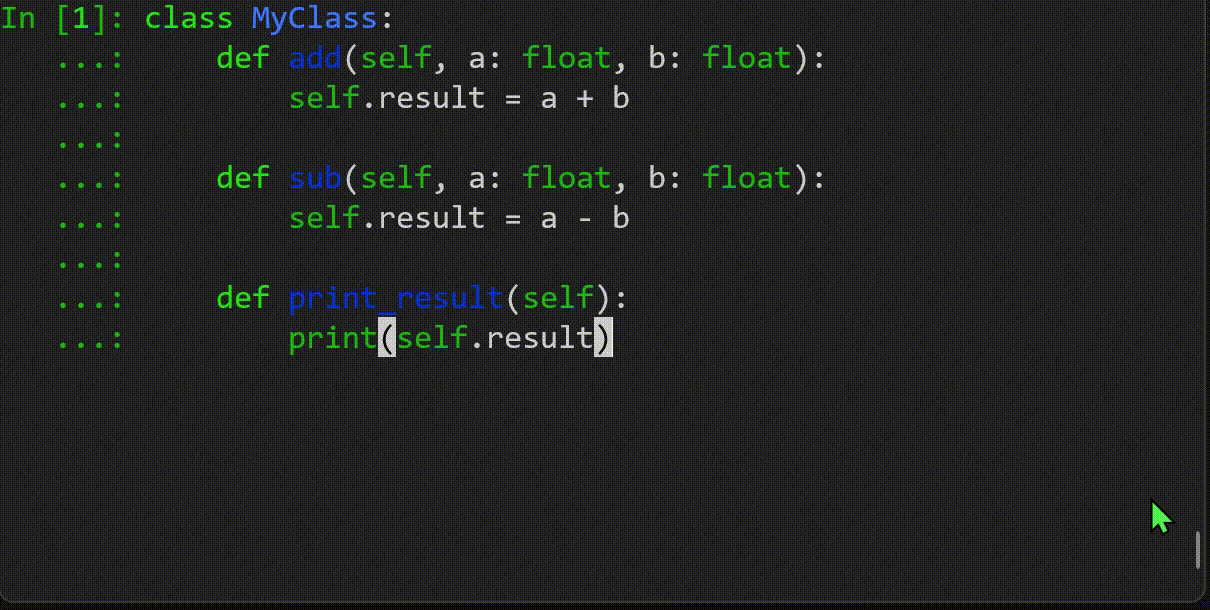 In [1]: class MyClass:
   ...:     def add(self, a: float, b: float):
   ...:         self.result = a + b
   ...:
   ...:     def sub(self, a: float, b: float):
   ...:         self.result = a - b
   ...:
   ...:     def print_result(self):
   ...:         print(self.result)